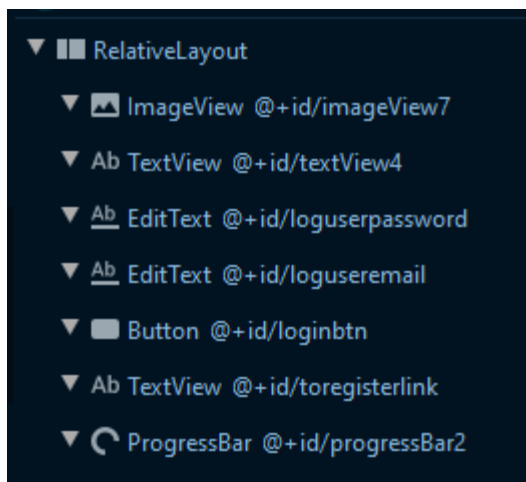 RelativeLayout
ImageView @+id/imageView7
Ab TextView @+id/textView4
Ab EditText @+id/loguserpassword
Ab EditText @+id/loguseremail
Button @+id/loginbtn
Ab TextView @+id/toregisterlink
ProgressBar @+id/progressBar2